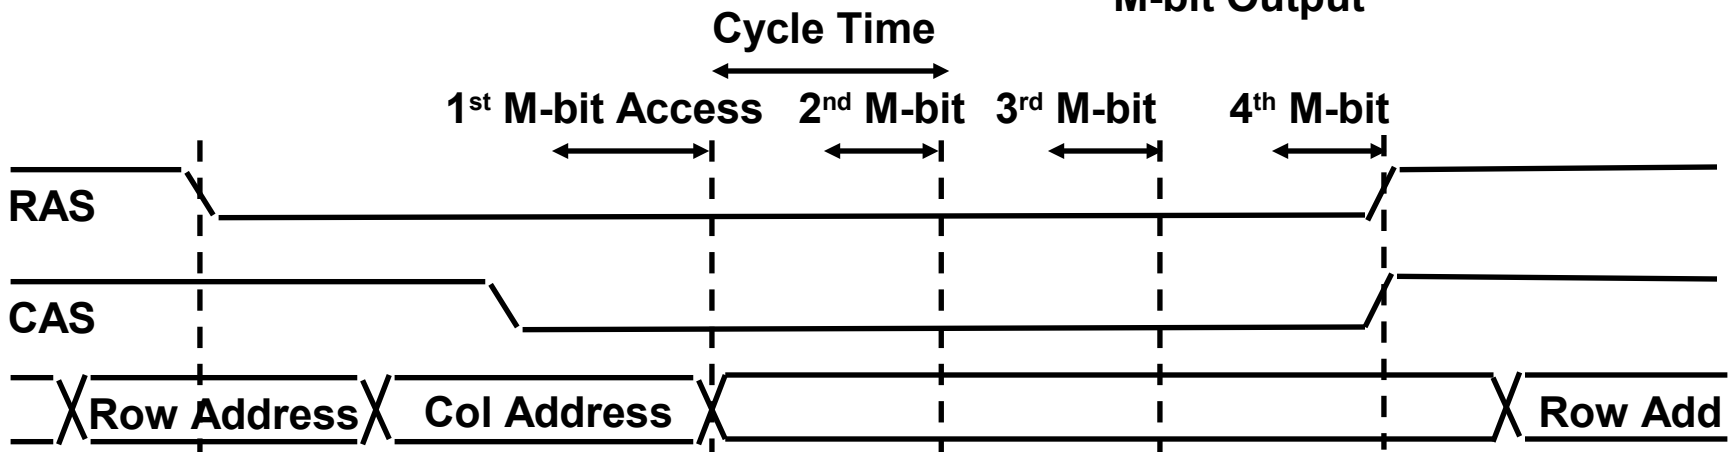 M-bit Output
Cycle Time
1st M-bit Access 2nd M-bit 3rd M-bit 4th M-bit
RAS
CAS
Row Address Col Address Row Add